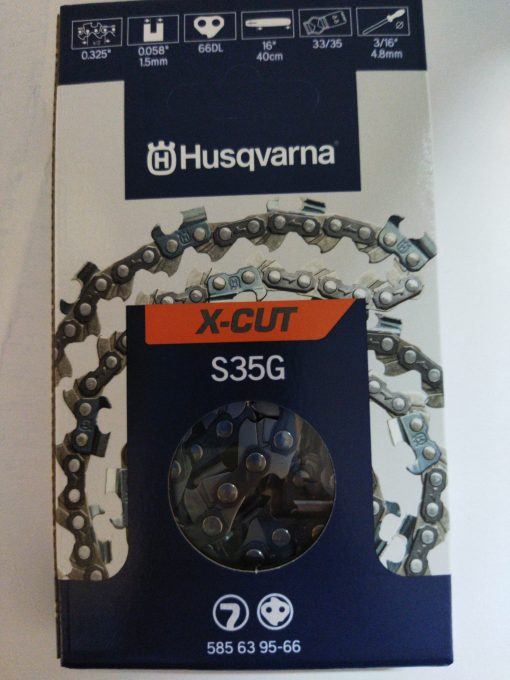 0.325"
0.058"
1.5mm
66DL
16"
40cm
33/35
3/16"
4.8mm
Husqvarna
X-CUT
S35G
585 63 95-66